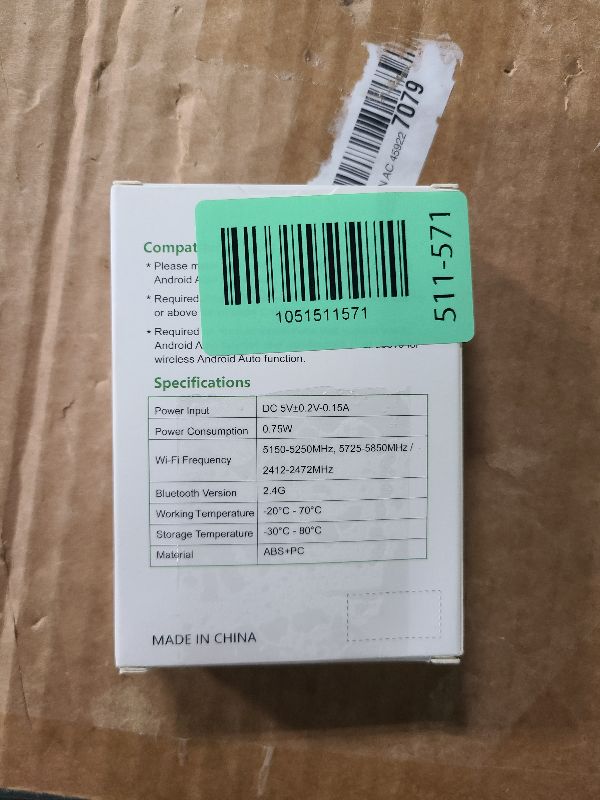 7079
N AC 45922
Compat
511-571
1051511571
* Please m
Android A
* Required
or above
* Required
Android A
wireless Android Auto function.
Specifications
Power Input DC 5V±0.2V-0.15A
Power Consumption 0.75W
Wi-Fi Frequency 5150-5250MHz, 5725-5850MHz /
2412-2472MHz
Bluetooth Version 2.4G
Working Temperature -20°C - 70°C
Storage Temperature -30°C - 80°C
Material ABS+PC
MADE IN CHINA